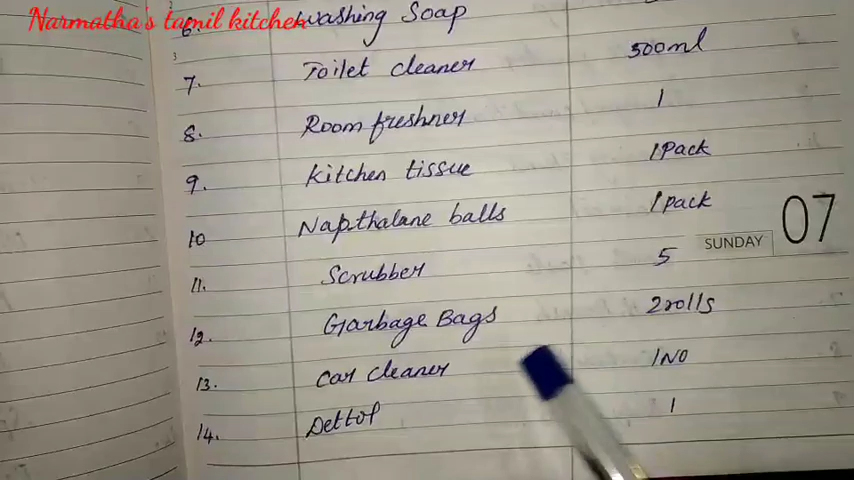 Narmatha's tamil kitchen
6. Washing Soap
7. Toilet cleaner 500ml
8. Room freshner 1
9. Kitchen tissue 1Pack
10 Napthalane balls 1pack
07
SUNDAY
11. Scrubber 5
12. Garbage Bags 2rolls
13. Car cleaner 1NO
14. Dettol 1